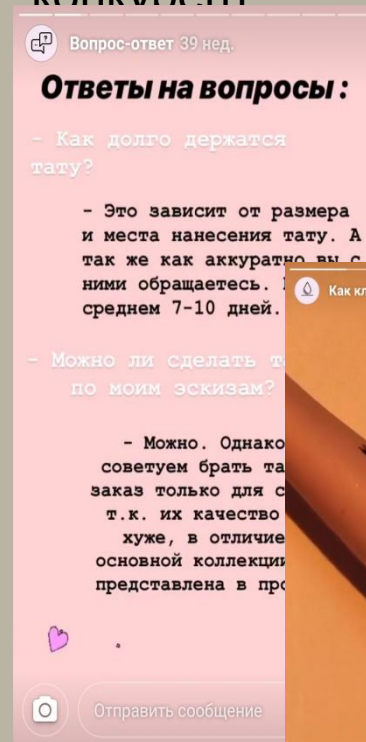 Вопрос-ответ 39 нед.
Ответы на вопросы :
- Как долго держатся
тату?
- Это зависит от размера
и места нанесения тату. А
так же как аккуратно вы с
ними обращаетесь.
среднем 7-10 дней.
Как
- Можно ли сделать
по моим эскизам?
- Можно. Однако
советуем брать
заказ только для
т.к. их качество
хуже, в отличие
основной коллекции
представлена в
Отправить сообщение